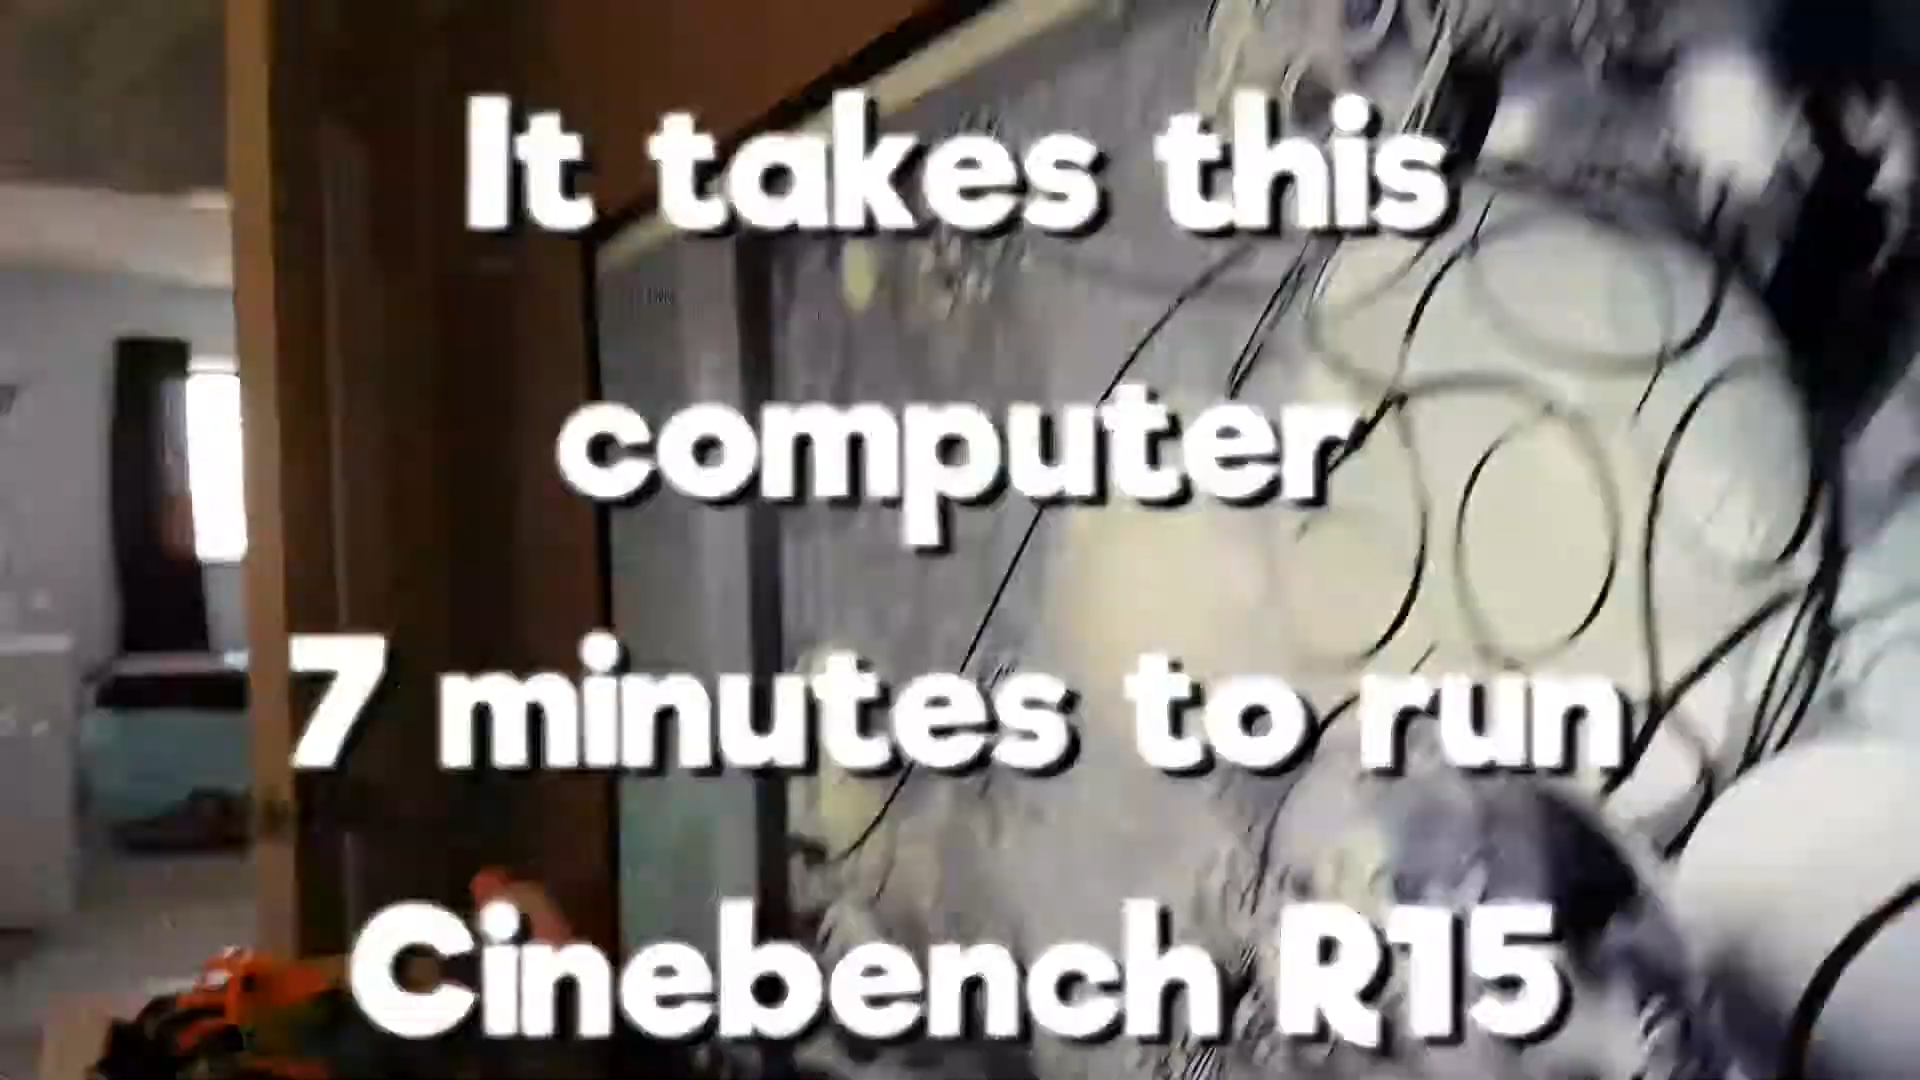 It takes this
computer
7 minutes to run
Cinebench R15